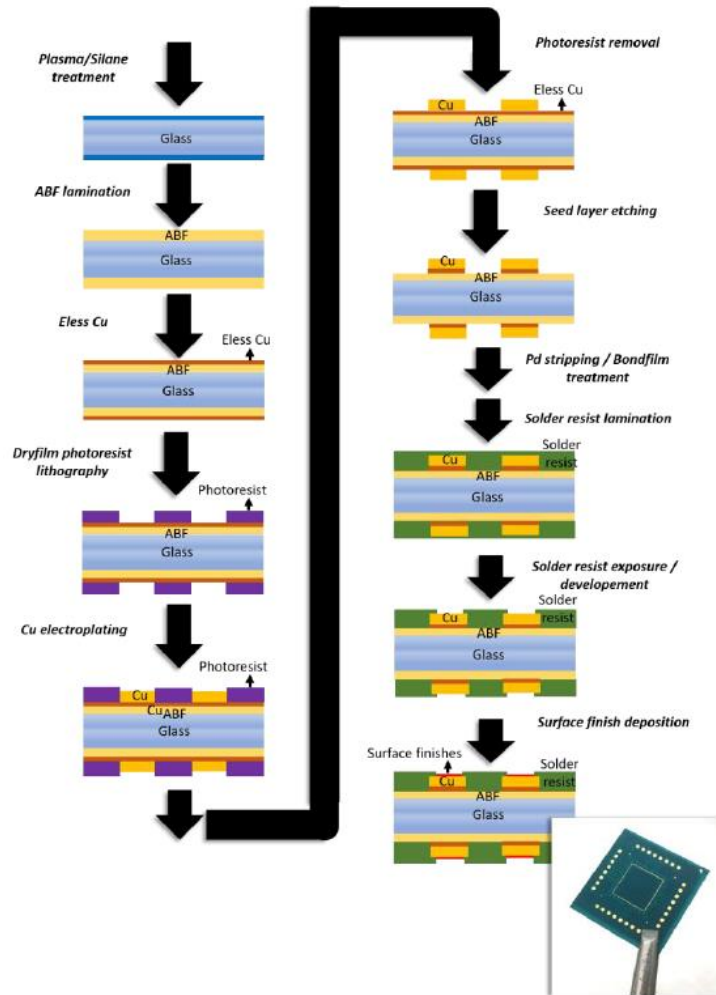 Plasma/Silane
treatment
Glass
ABF lamination
ABF
Glass
Eless Cu
Eless Cu
ABF
Glass
Dryfilm photoresist
lithography
Photoresist
ABF
Glass
Cu electroplating
Photoresist
Cu
Cu ABF
Glass
Photoresist removal
Eless Cu
Cu
ABF
Glass
Seed layer etching
Cu
ABF
Glass
Pd stripping / Bondfilm
treatment
Solder resist lamination
Solder
resist
Cu
ABF
Glass
Solder resist exposure /
developement
Solder
resist
Cu
ABF
Glass
Surface finish deposition
Surface finishes
Solder
resist
Cu
ABF
Glass